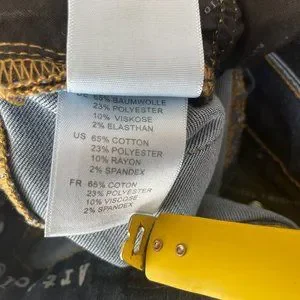 65% BAUMWOLLE
23% POLYESTER
10% VISKOSE
2% ELASTHAN
US 65% COTTON
23% POLYESTER
10% RAYON
2% SPANDEX
FR 65% COTON
23% POLYESTER
10% VISCOSE
2% SPANDEX